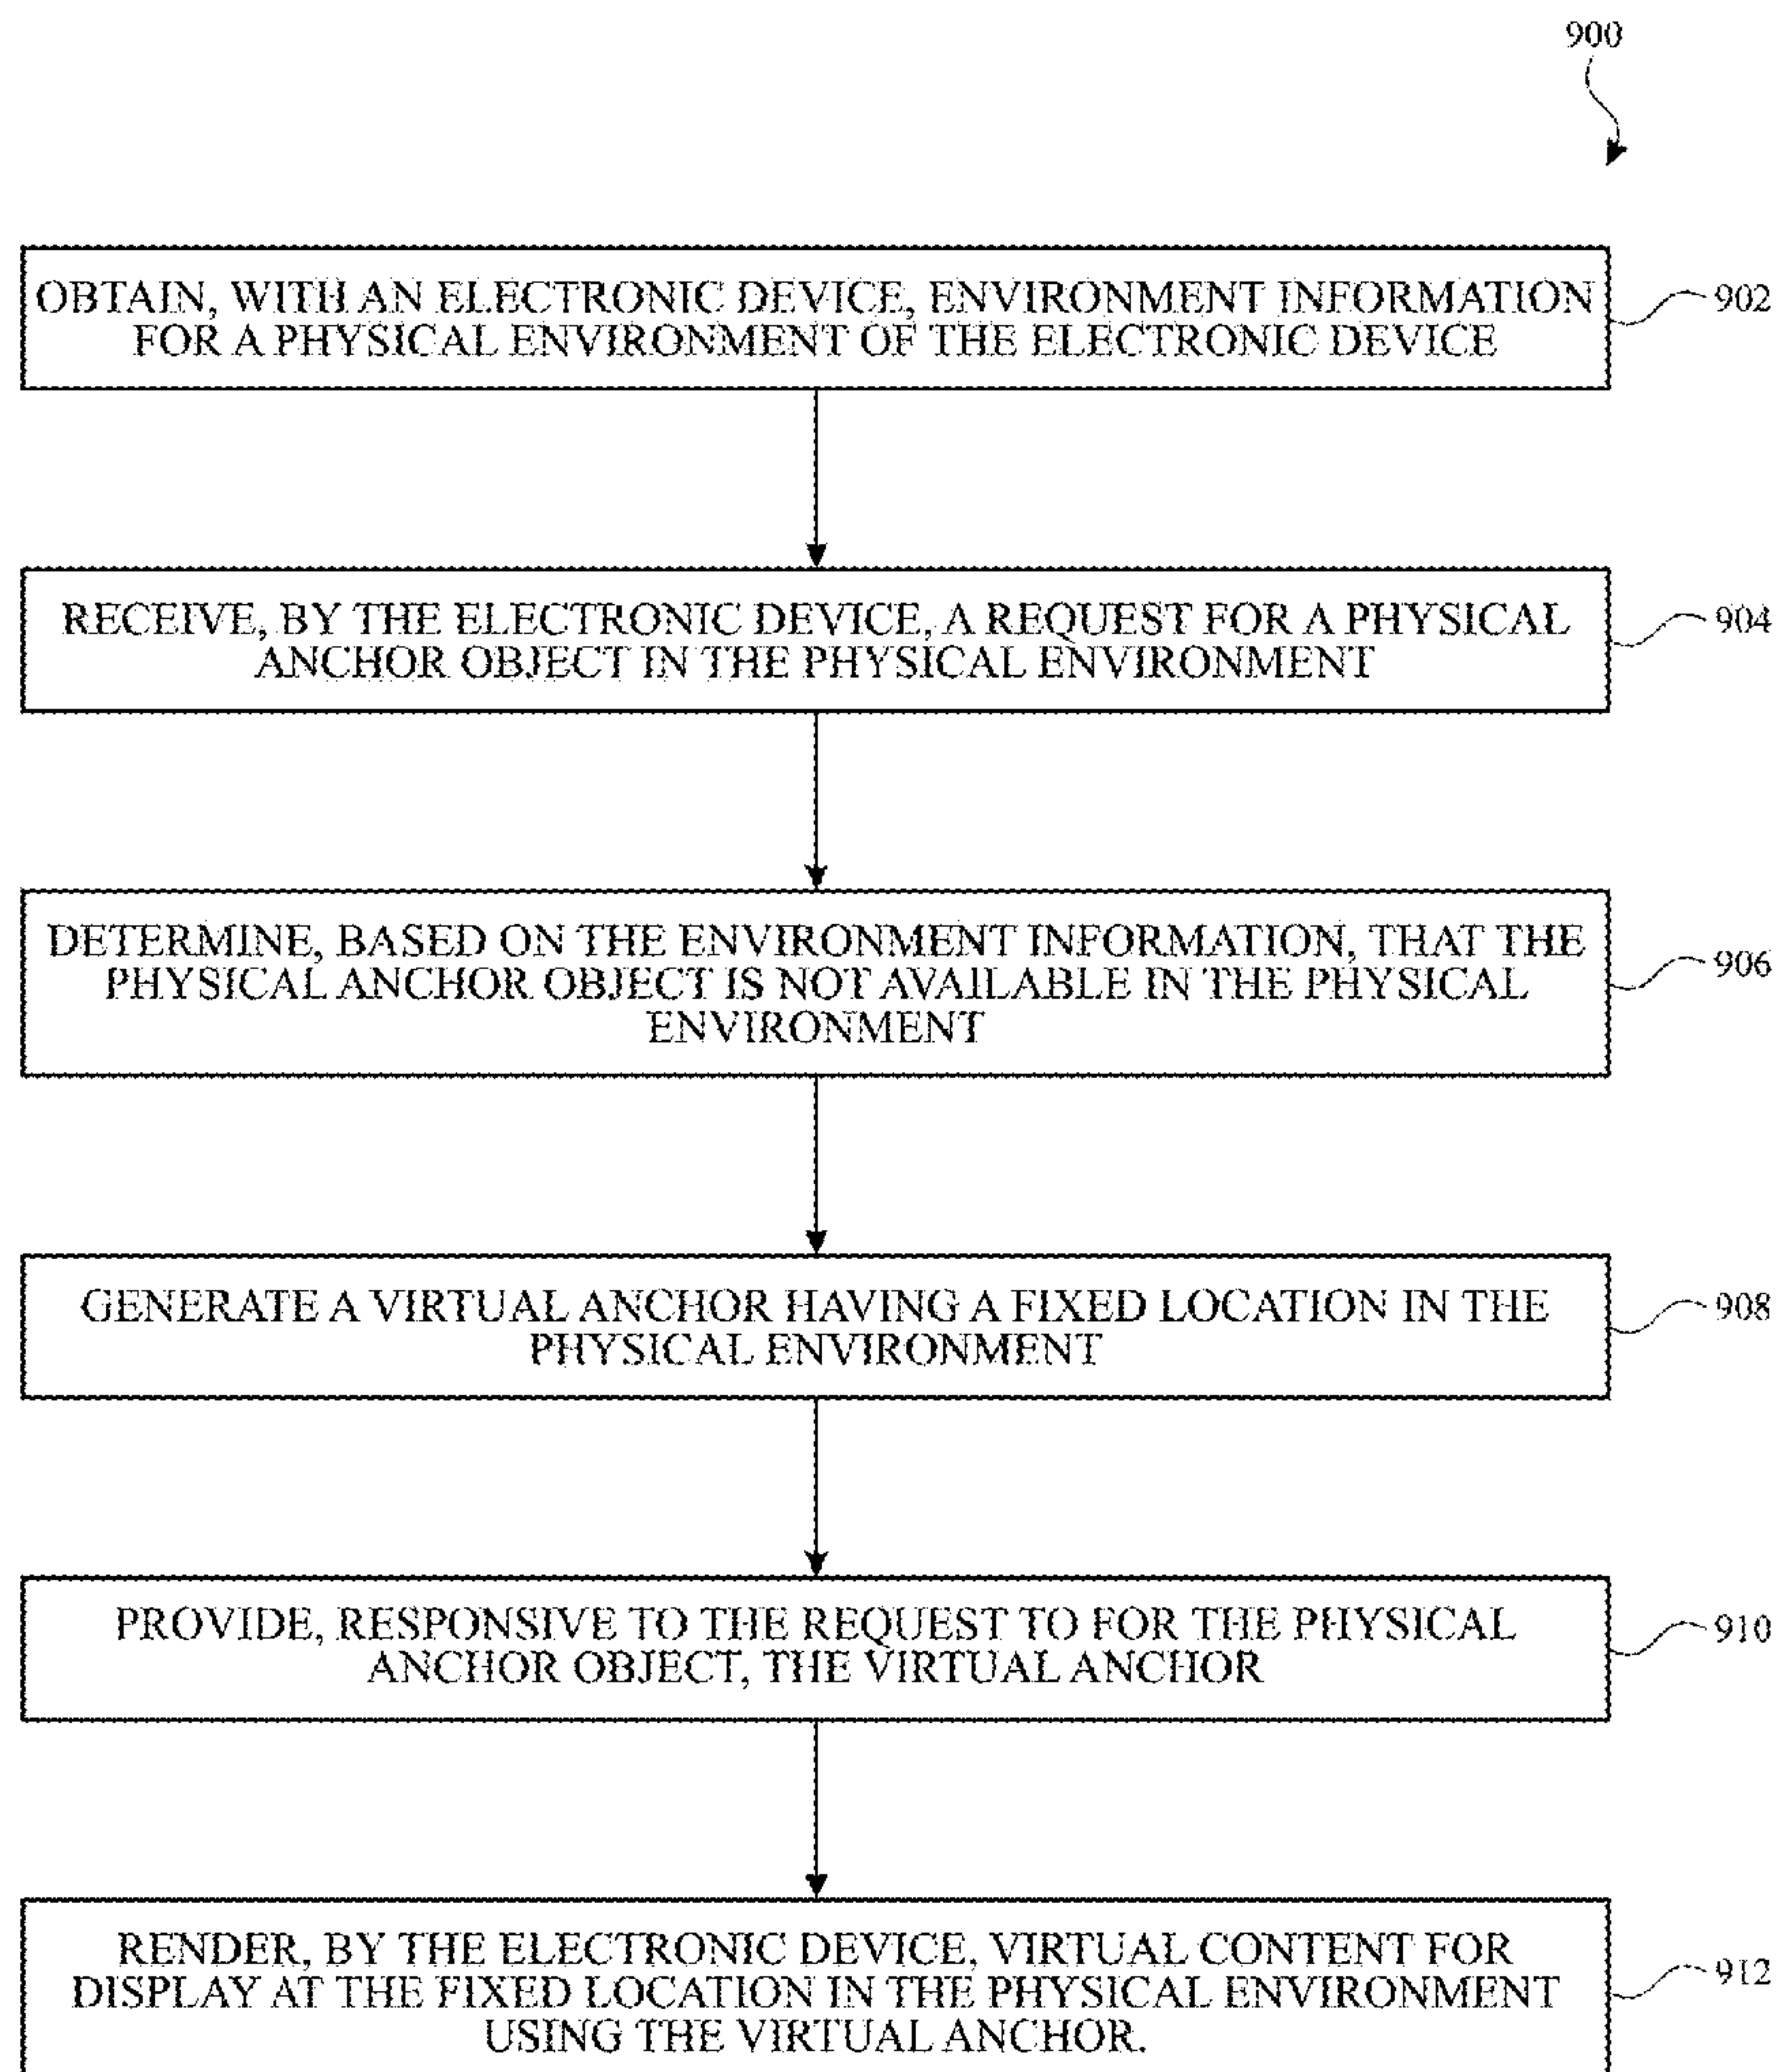 900
OBTAIN, WITH AN ELECTRONIC DEVICE, ENVIRONMENT INFORMATION
FOR A PHYSICAL ENVIRONMENT OF THE ELECTRONIC DEVICE
902
RECEIVE, BY THE ELECTRONIC DEVICE, A REQUEST FOR A PHYSICAL
ANCHOR OBJECT IN THE PHYSICAL ENVIRONMENT
904
DETERMINE, BASED ON THE ENVIRONMENT INFORMATION, THAT THE
PHYSICAL ANCHOR OBJECT IS NOT AVAILABLE IN THE PHYSICAL
ENVIRONMENT
906
GENERATE A VIRTUAL ANCHOR HAVING A FIXED LOCATION IN THE
PHYSICAL ENVIRONMENT
908
PROVIDE, RESPONSIVE TO THE REQUEST TO FOR THE PHYSICAL
ANCHOR OBJECT, THE VIRTUAL ANCHOR
910
RENDER, BY THE ELECTRONIC DEVICE, VIRTUAL CONTENT FOR
DISPLAY AT THE FIXED LOCATION IN THE PHYSICAL ENVIRONMENT
USING THE VIRTUAL ANCHOR.
912